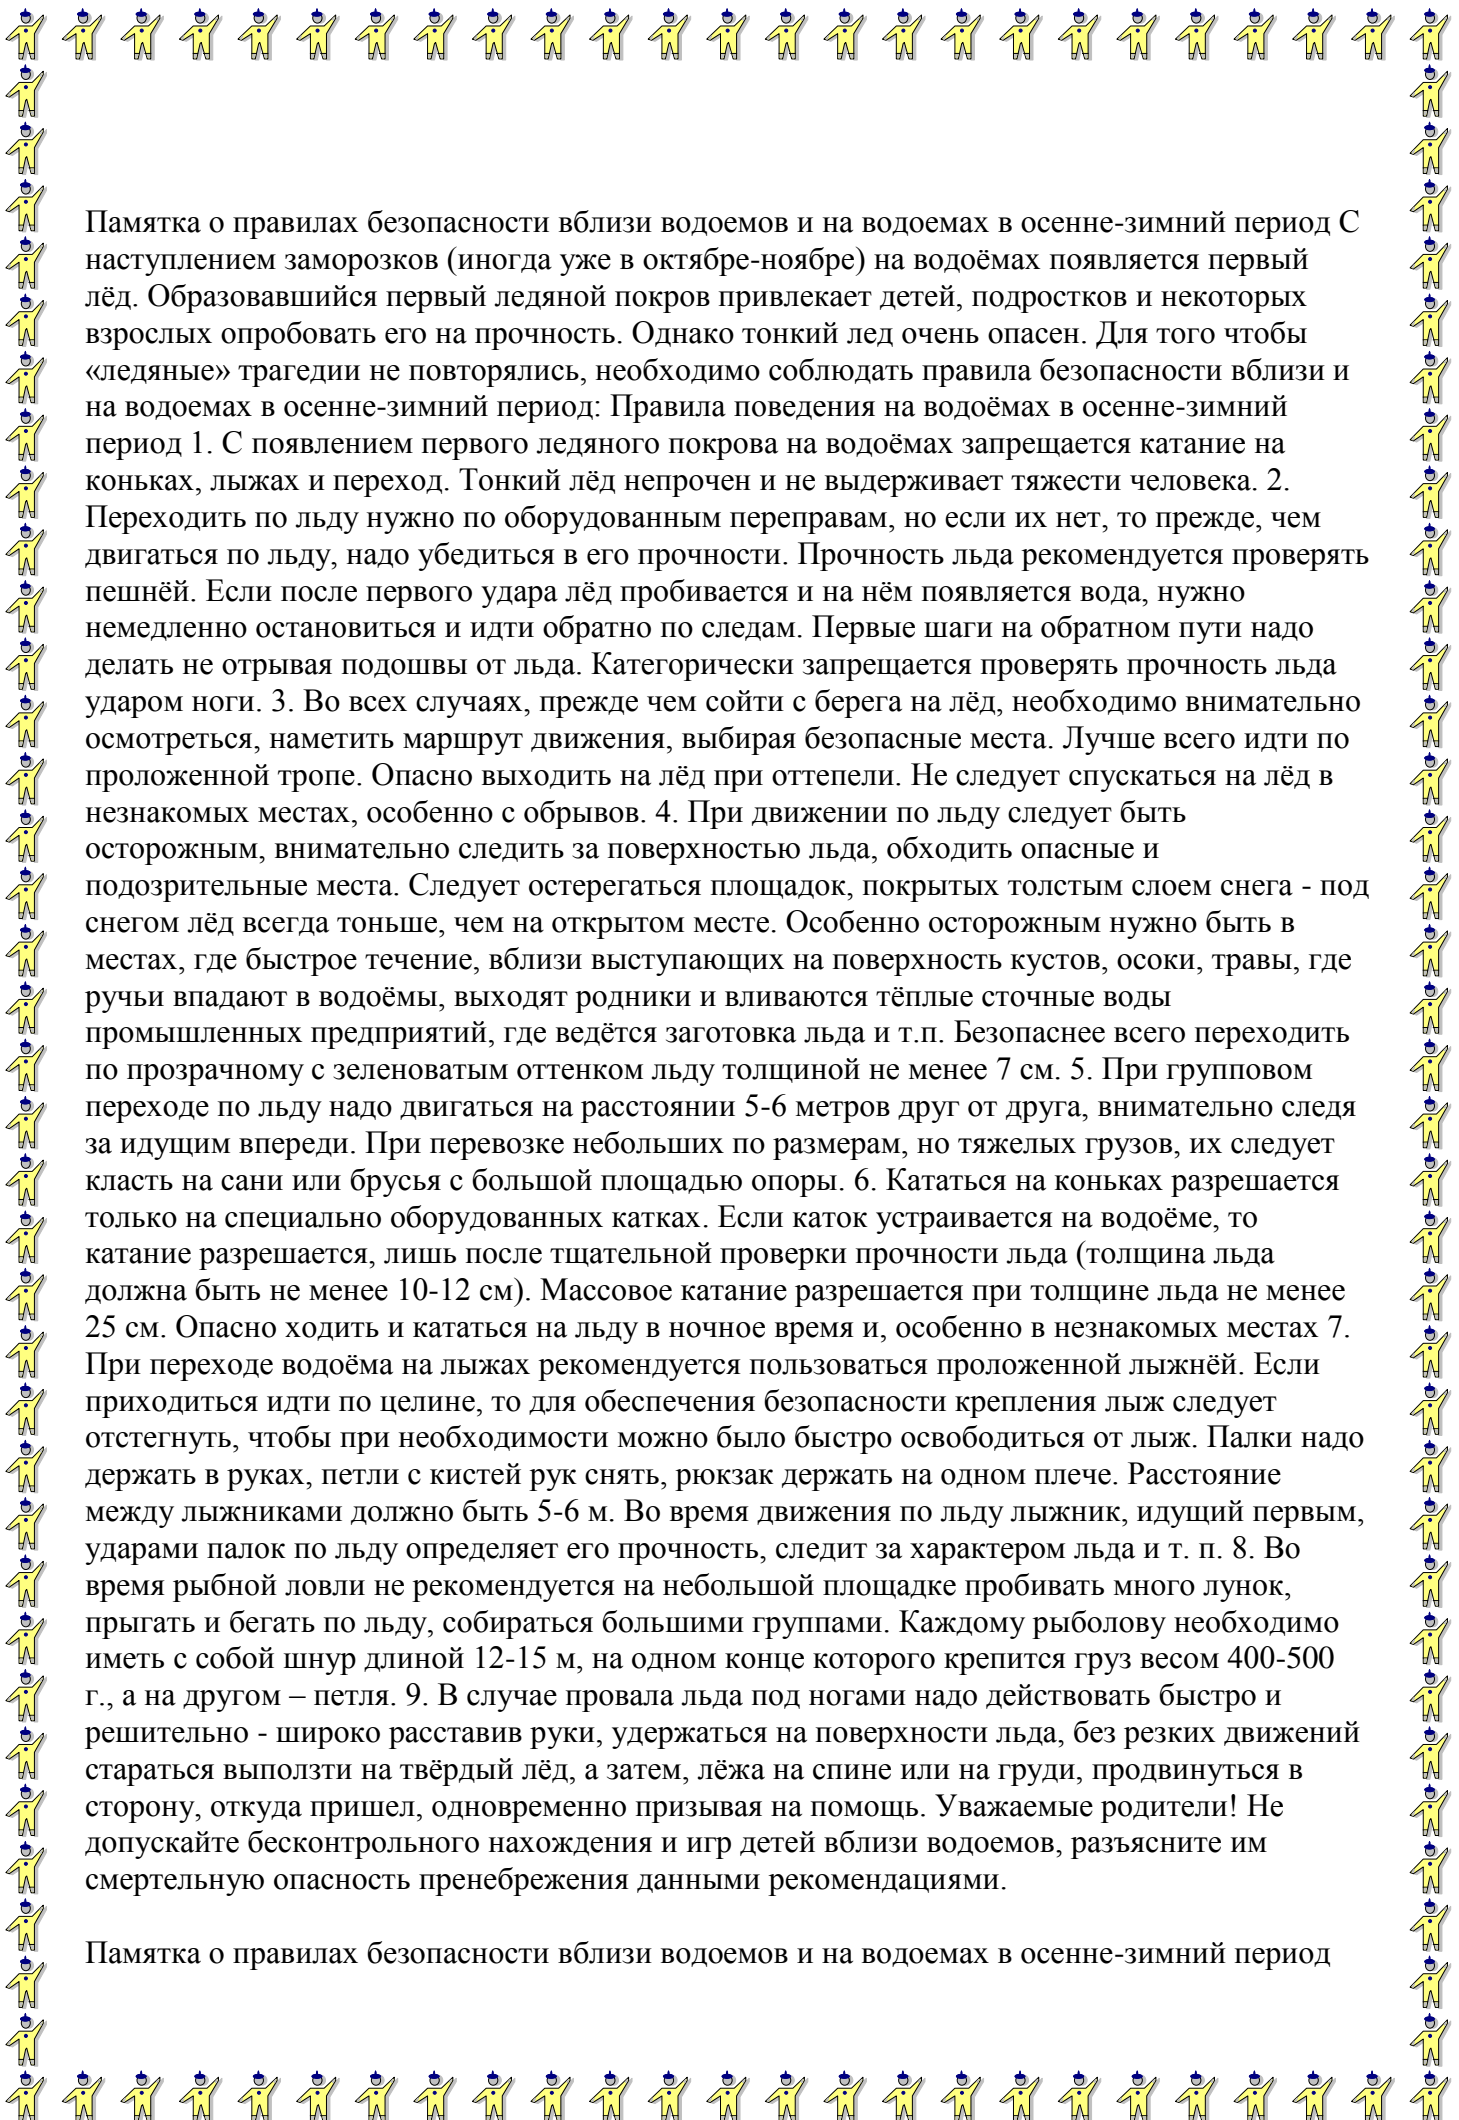 Памятка о правилах безопасности вблизи водоемов и на водоемах в осенне-зимний период С
наступлением заморозков (иногда уже в октябре-ноябре) на водоёмах появляется первый
лёд. Образовавшийся первый ледяной покров привлекает детей, подростков и некоторых
взрослых опробовать его на прочность. Однако тонкий лед очень опасен. Для того чтобы
«ледяные» трагедии не повторялись, необходимо соблюдать правила безопасности вблизи и
на водоемах в осенне-зимний период: Правила поведения на водоёмах в осенне-зимний
период 1. С появлением первого ледяного покрова на водоёмах запрещается катание на
коньках, лыжах и переход. Тонкий лёд непрочен и не выдерживает тяжести человека. 2.
Переходить по льду нужно по оборудованным переправам, но если их нет, то прежде, чем
двигаться по льду, надо убедиться в его прочности. Прочность льда рекомендуется проверять
пешнёй. Если после первого удара лёд пробивается и на нём появляется вода, нужно
немедленно остановиться и идти обратно по следам. Первые шаги на обратном пути надо
делать не отрывая подошвы от льда. Категорически запрещается проверять прочность льда
ударом ноги. 3. Во всех случаях, прежде чем сойти с берега на лёд, необходимо внимательно
осмотреться, наметить маршрут движения, выбирая безопасные места. Лучше всего идти по
проложенной тропе. Опасно выходить на лёд при оттепели. Не следует спускаться на лёд в
незнакомых местах, особенно с обрывов. 4. При движении по льду следует быть
осторожным, внимательно следить за поверхностью льда, обходить опасные и
подозрительные места. Следует остерегаться площадок, покрытых толстым слоем снега - под
снегом лёд всегда тоньше, чем на открытом месте. Особенно осторожным нужно быть в
местах, где быстрое течение, вблизи выступающих на поверхность кустов, осоки, травы, где
ручьи впадают в водоёмы, выходят родники и вливаются тёплые сточные воды
промышленных предприятий, где ведётся заготовка льда и т.п. Безопаснее всего переходить
по прозрачному с зеленоватым оттенком льду толщиной не менее 7 см. 5. При групповом
переходе по льду надо двигаться на расстоянии 5-6 метров друг от друга, внимательно следя
за идущим впереди. При перевозке небольших по размерам, но тяжелых грузов, их следует
класть на сани или брусья с большой площадью опоры. 6. Кататься на коньках разрешается
только на специально оборудованных катках. Если каток устраивается на водоёме, то
катание разрешается, лишь после тщательной проверки прочности льда (толщина льда
должна быть не менее 10-12 см). Массовое катание разрешается при толщине льда не менее
25 см. Опасно ходить и кататься на льду в ночное время и, особенно в незнакомых местах 7.
При переходе водоёма на лыжах рекомендуется пользоваться проложенной лыжнёй. Если
приходиться идти по целине, то для обеспечения безопасности крепления лыж следует
отстегнуть, чтобы при необходимости можно было быстро освободиться от лыж. Палки надо
держать в руках, петли с кистей рук снять, рюкзак держать на одном плече. Расстояние
между лыжниками должно быть 5-6 м. Во время движения по льду лыжник, идущий первым,
ударами палок по льду определяет его прочность, следит за характером льда и т. п. 8. Во
время рыбной ловли не рекомендуется на небольшой площадке пробивать много лунок,
прыгать и бегать по льду, собираться большими группами. Каждому рыболову необходимо
иметь с собой шнур длиной 12-15 м, на одном конце которого крепится груз весом 400-500
г., а на другом – петля. 9. В случае провала льда под ногами надо действовать быстро и
решительно - широко расставив руки, удержаться на поверхности льда, без резких движений
стараться выползти на твёрдый лёд, а затем, лёжа на спине или на груди, продвинуться в
сторону, откуда пришел, одновременно призывая на помощь. Уважаемые родители! Не
допускайте бесконтрольного нахождения и игр детей вблизи водоемов, разъясните им
смертельную опасность пренебрежения данными рекомендациями.
Памятка о правилах безопасности вблизи водоемов и на водоемах в осенне-зимний период